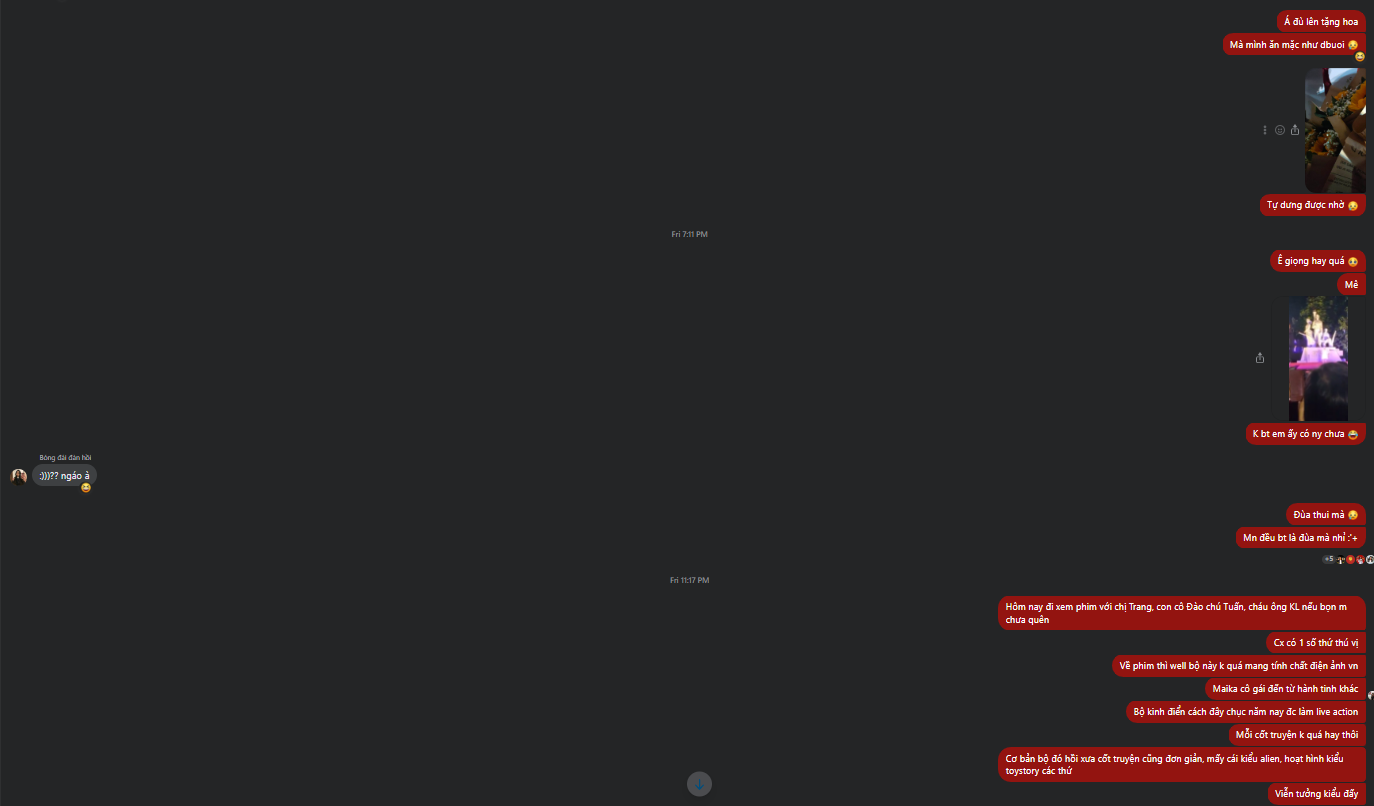 Á đủ lên tặng hoa
Mà mình ăn mặc như dbuoi 😢
Tự dưng được nhờ 😢
Fri 7:11 PM
Ê giọng hay quá 😭
Mê
K bt em ấy có ny chưa 😂
Bóng đái đàn hồi
:)))?? ngáo à
Đùa thui mà 😢
Mn đều bt là đùa mà nhỉ :'+
+5
Fri 11:17 PM
Hôm nay đi xem phim với chị Trang, con cô Đào chú Tuấn, cháu ông KL nếu bọn m
chưa quên
Cx có 1 số thứ thú vị
Về phim thì well bộ này k quá mang tính chất điện ảnh vn
Maika cô gái đến từ hành tinh khác
Bộ kinh điển cách đây chục năm nay đc làm live action
Mỗi cốt truyện k quá hay thôi
Cơ bản bộ đó hồi xưa cốt truyện cũng đơn giản, mấy cái kiểu alien, hoạt hình kiểu
toystory các thứ
Viễn tưởng kiểu đấy